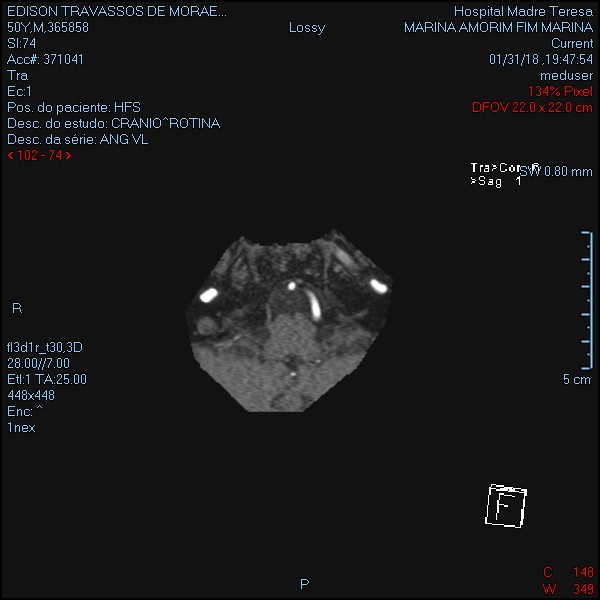 EDISON TRAVASSOS DE MORAE...
50Y,M,365858
Sl:74
Acc#: 371041
Tra
Ec:1
Pos. do paciente: HFS
Desc. do estudo: CRANIO^ROTINA
Desc. da série: ANG VL
< 102 - 74 >
Lossy
Hospital Madre Teresa
MARINA AMORIM FIM MARINA
Current
01/31/18 ,19:47:54
meduser
134% Pixel
DFOV 22.0 x 22.0 cm
Tra>Cor
SW 0.80 mm
>Sag 1
R
fl3d1r_t30,3D
28.00//7.00
Etl:1 TA:25.00
448x448
Enc: ^
1nex
5 cm
F
P
C 148
W 349